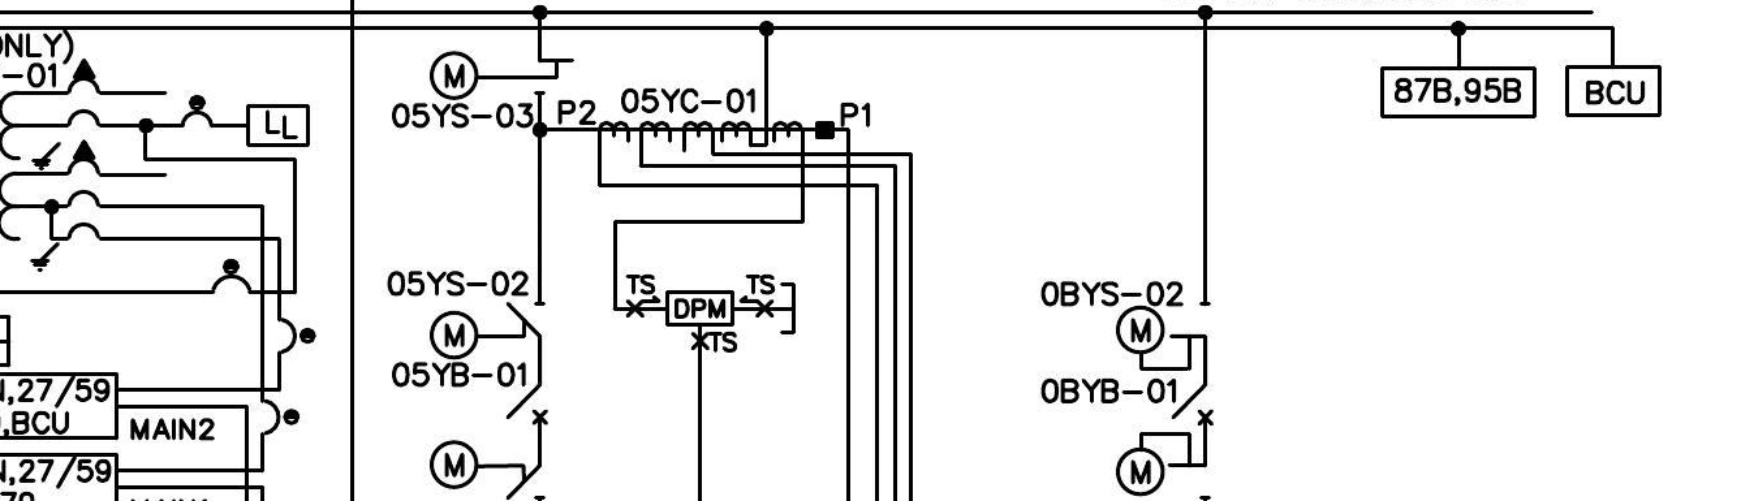 ONLY)
-01
LL
M
05YS-03
P2
05YC-01
P1
87B,95B
BCU
05YS-02
M
05YB-01
M
TS
DPM
TS
TS
0BYS-02
M
0BYB-01
M
N,27/59
,BCU
MAIN2
N,27/59